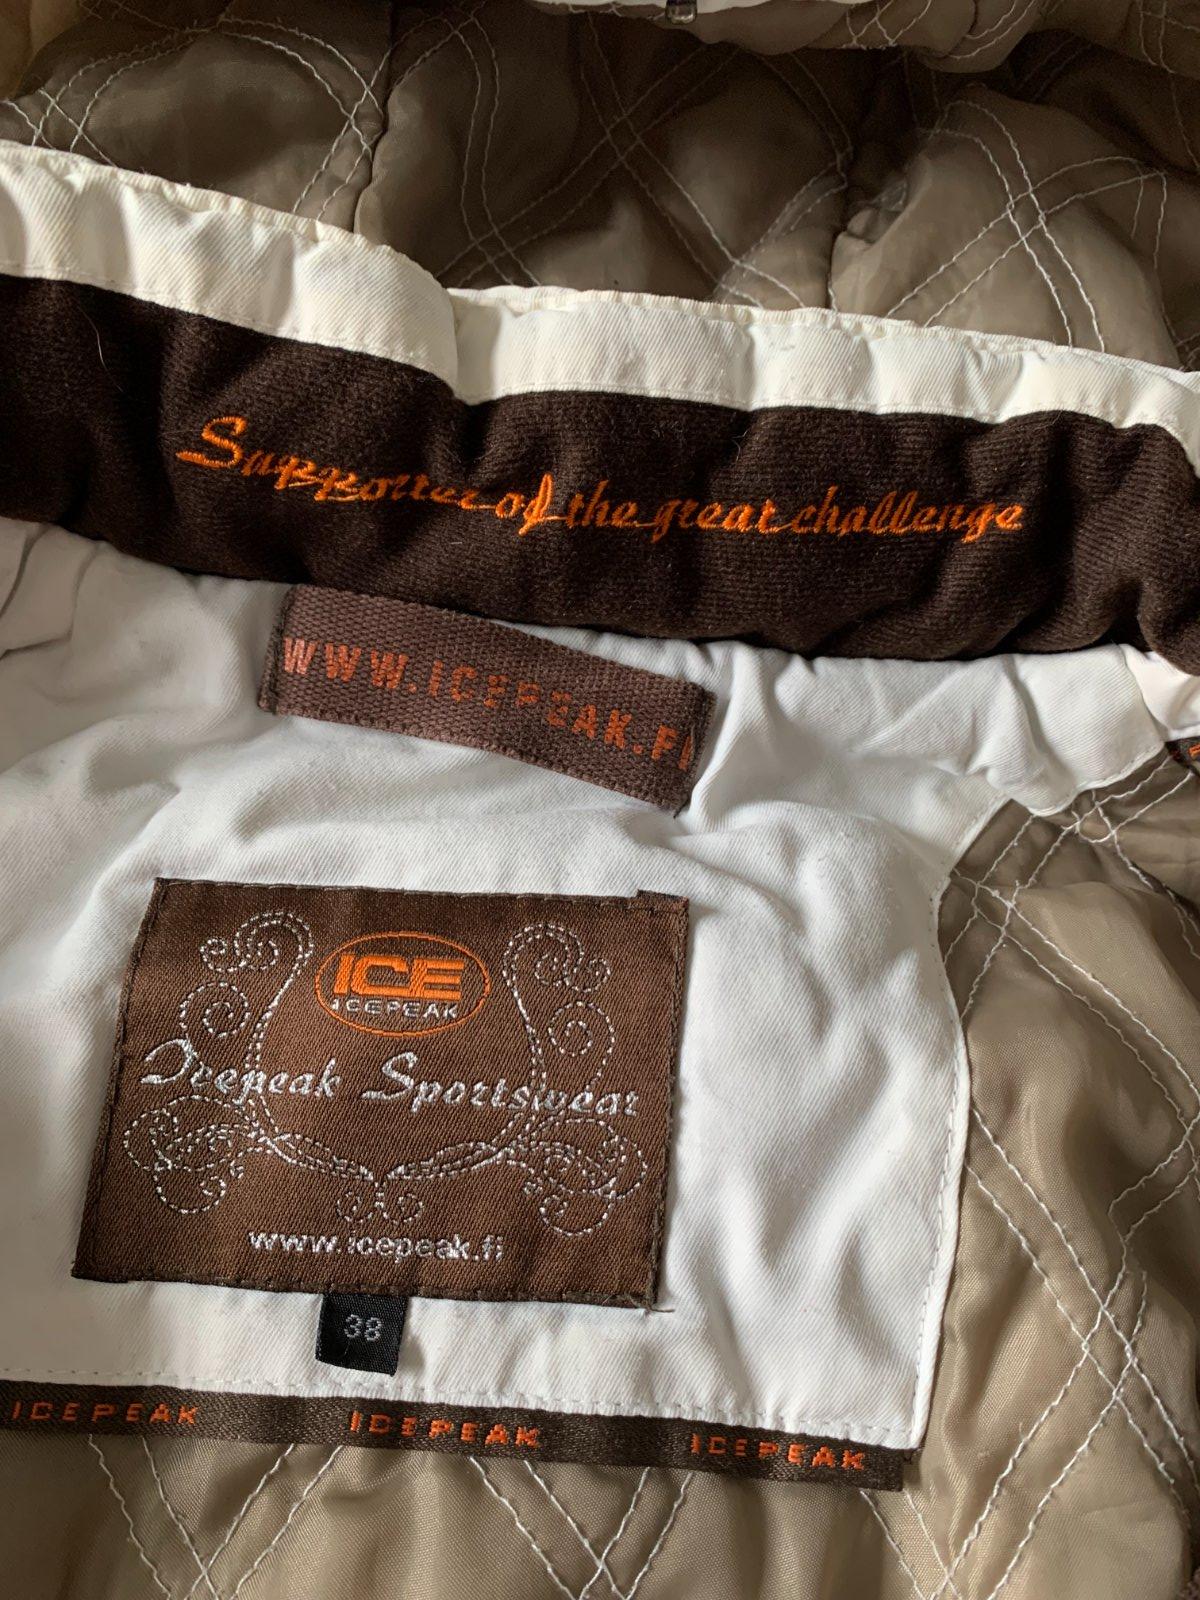 Supporter of the great challenge
WWW.ICEPEAK.FI
ICE
ICEPEAK
Icepeak Sportswear
www.icepeak.fi
38
ICEPEAK ICEPEAK ICEPEAK